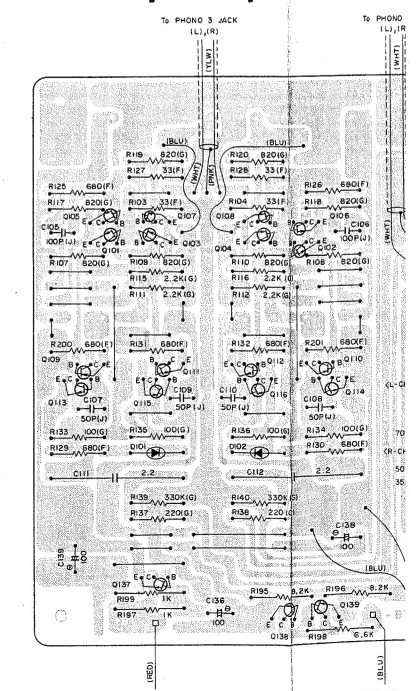 To PHONO 3 JACK
(L),(R)
To PHONO
(L),(R
(YLW)
(WHT)
(BLU)
(BLU)
R119 820(G)
R120 820(G)
R127 33(F)
(WHT)
(PNK)
R128 33(F)
R125 680(F)
R126 680(F)
R117 820(G)
R103 33(F)
R104 33(F)
R118 820(G)
Q105
Q107
Q108
Q106
C105
E C B
B C E
E C B
B C E
C106
100P(J)
100P(J)
Q101
Q103
Q104
Q102
(WHT)
R107 820(G)
R109 820(G)
R110 820(G)
R108 820(G)
R115 2.2K(G)
R116 2.2K(G
R111 2.2K(G)
R112 2.2K(G)
R200 680(F)
R131 680(F)
R132 680(F)
R201 680(F)
Q109
Q111
Q112
Q110
B C E
E C B
Q113
C107
Q115
C109
C110
Q116
C108
Q114
50P(J)
50P(J)
50P(J)
50P(J)
(L-C
R133 100(G)
R135 100(G)
R136 100(G)
R134 100(G)
70
R129 680(F)
D101
D102
R130 680(F)
(R-C
C111 2.2
C112 2.2
50
35
R139 330K(G)
R140 330K(G)
R137 220(G)
R138 220(G)
C138
100
C139
100
(BLU)
Q137
E C B
R199 1K
C136
100
R195 8.2K
R196 8.2K
R197 1K
Q139
E C B
B C E
Q138
R198 6.6K
B
(RED)
(BLU)